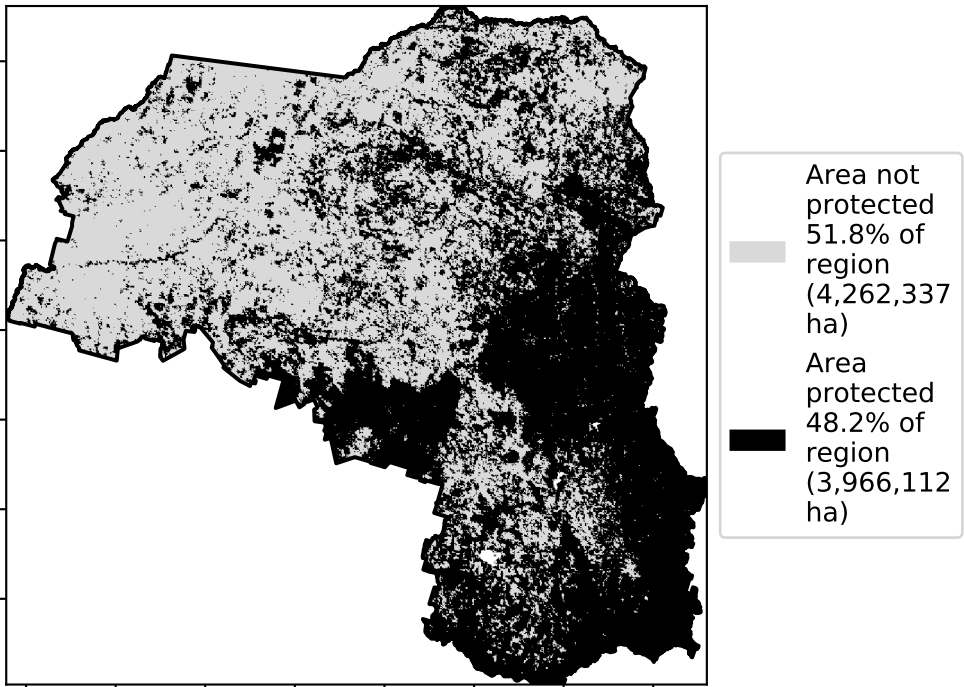 Area not
protected
51.8% of
region
(4,262,337
ha)
Area
protected
48.2% of
region
(3,966,112
ha)